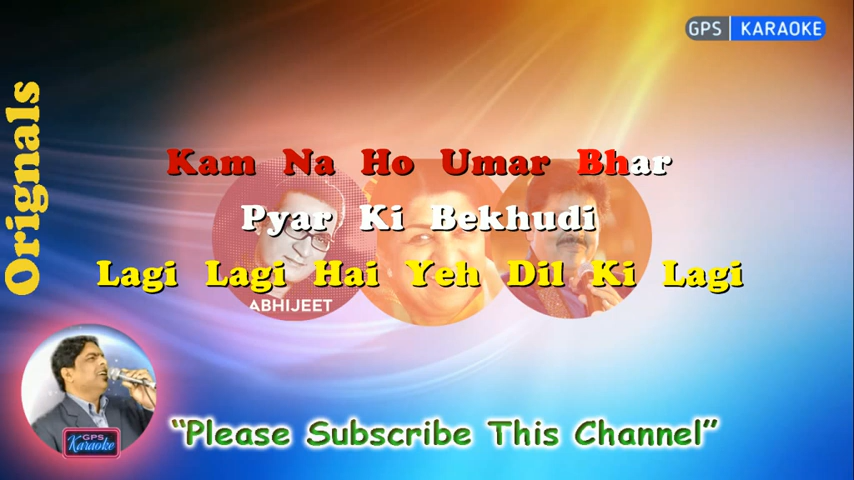 GPS | KARAOKE
Orignals
Kam Na Ho Umar Bhar
Pyar Ki Bekhudi
Lagi Lagi Hai Yeh Dil Ki Lagi
ABHIJEET
GPS
Karaoke
"Please Subscribe This Channel"